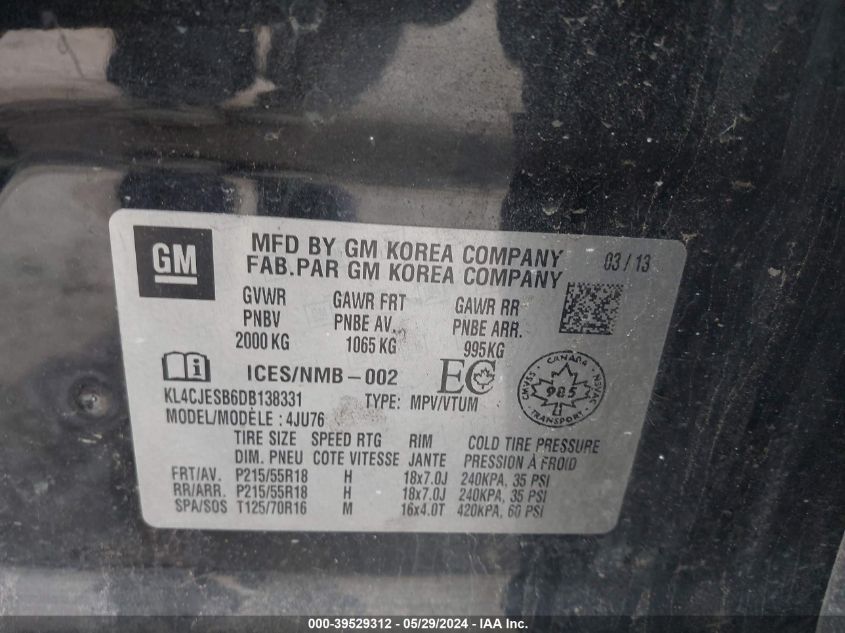 GM
MFD BY GM KOREA COMPANY 03 / 13
FAB.PAR GM KOREA COMPANY
GVWR GAWR FRT GAWR RR
PNBV PNBE AV. PNBE ARR.
2000 KG 1065 KG 995KG
ICES/NMB-002 EC
CANADA
CMVSS 985 NSVAC
TRANSPORT
KL4CJESB6DB138331 TYPE: MPV/VTUM
MODEL/MODÈLE : 4JU76
TIRE SIZE SPEED RTG RIM COLD TIRE PRESSURE
DIM. PNEU COTE VITESSE JANTE PRESSION À FROID
FRT/AV. P215/55R18 H 18x7.0J 240KPA, 35 PSI
RR/ARR. P215/55R18 H 18x7.0J 240KPA, 35 PSI
SPA/SOS T125/70R16 M 16x4.0T 420KPA, 60 PSI
000-39529312 - 05/29/2024 - IAA Inc.